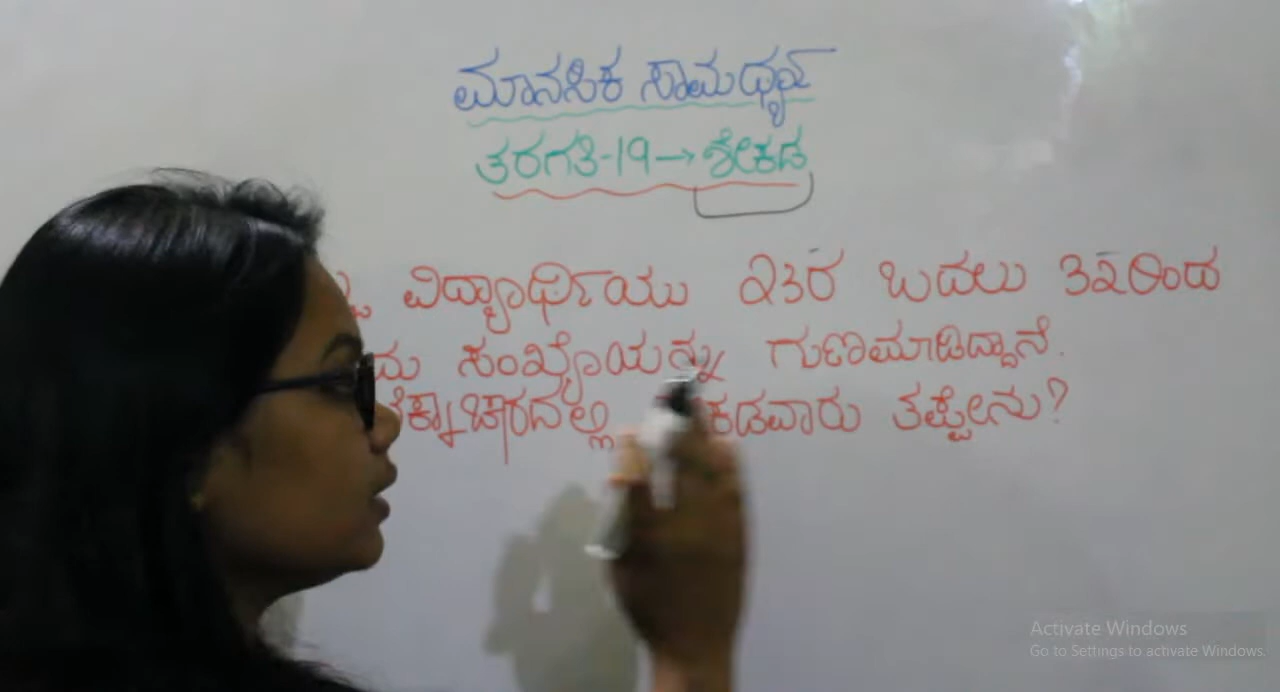 ಮಾನಸಿಕ ಸಾಮರ್ಥ್ಯ
ತರಗತಿ-19→ಶೇಕಡ
ವಿದ್ಯಾರ್ಥಿಯು 23ರ ಬದಲು 32ರಿಂದ
ಸಂಖ್ಯೆಯನ್ನು ಗುಣಮಾಡಿದ್ದಾನೆ.
ತಪ್ಪೇನು?
Activate Windows
Go to Settings to activate Windows.